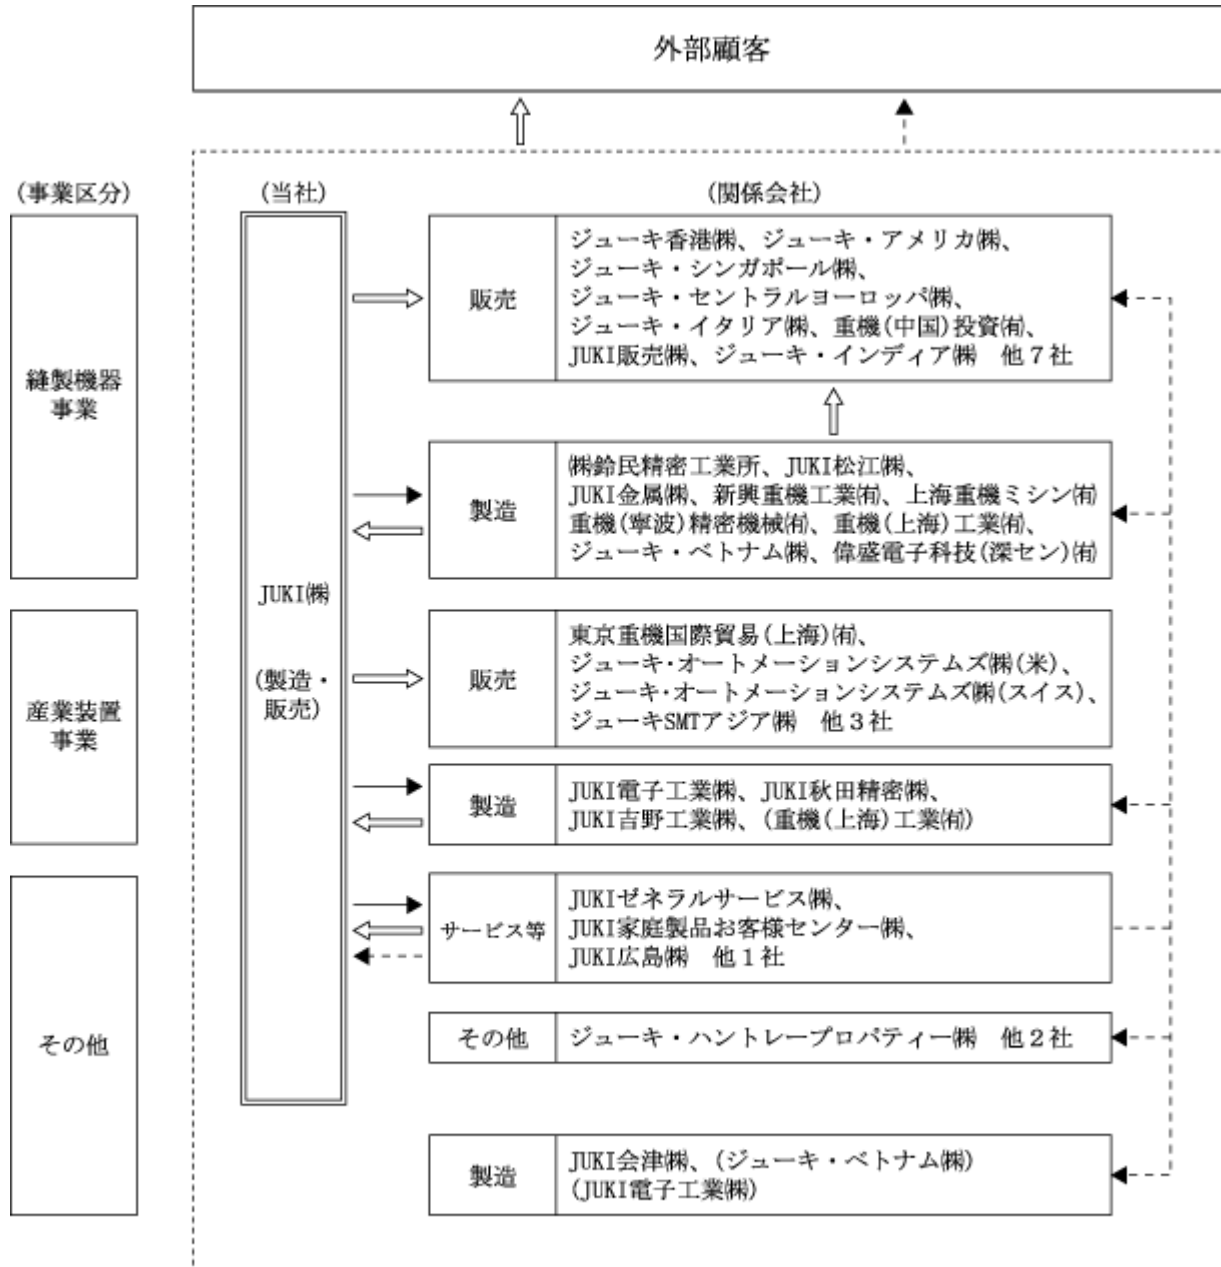 外部顧客
(事業区分)
(当社)
(関係会社)
縫製機器
事業
産業装置
事業
その他
JUKI㈱
(製造・
販売)
販売
ジューキ香港㈱、ジューキ・アメリカ㈱、
ジューキ・シンガポール㈱、
ジューキ・セントラルヨーロッパ㈱、
ジューキ・イタリア㈱、重機(中国)投資㈲、
JUKI販売㈱、ジューキ・インディア㈱　他７社
製造
㈱鈴民精密工業所、JUKI松江㈱、
JUKI金属㈱、新興重機工業㈲、上海重機ミシン㈲
重機(寧波)精密機械㈲、重機(上海)工業㈲、
ジューキ・ベトナム㈱、偉盛電子科技(深セン)㈲
販売
東京重機国際貿易(上海)㈲、
ジューキ・オートメーションシステムズ㈱(米)、
ジューキ・オートメーションシステムズ㈱(スイス)、
ジューキSMTアジア㈱　他３社
製造
JUKI電子工業㈱、JUKI秋田精密㈱、
JUKI吉野工業㈱、(重機(上海)工業㈲)
サービス等
JUKIゼネラルサービス㈱、
JUKI家庭製品お客様センター㈱、
JUKI広島㈱　他１社
その他
ジューキ・ハントレープロパティー㈱　他２社
製造
JUKI会津㈱、(ジューキ・ベトナム㈱)
(JUKI電子工業㈱)